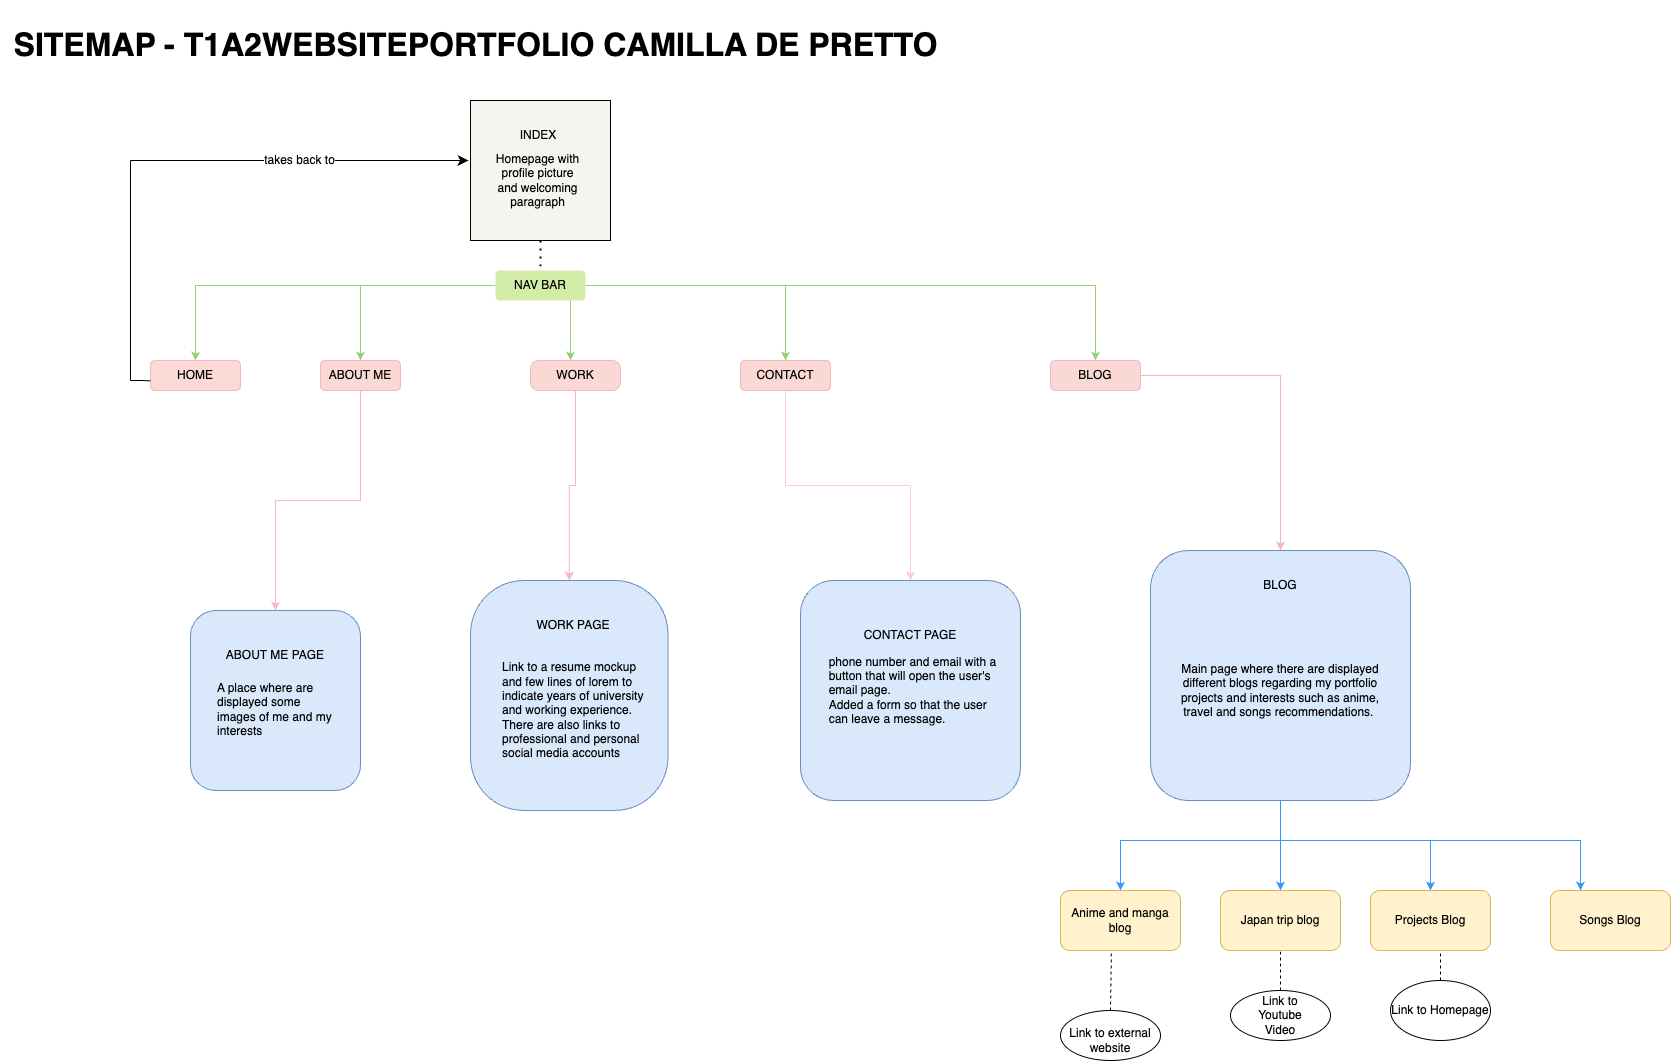 SITEMAP - T1A2WEBSITEPORTFOLIO CAMILLA DE PRETTO
INDEX
Homepage with
profile picture
and welcoming
paragraph
takes back to
NAV BAR
HOME
ABOUT ME
WORK
CONTACT
BLOG
ABOUT ME PAGE
A place where are
displayed some
images of me and my
interests
WORK PAGE
Link to a resume mockup
and few lines of lorem to
indicate years of university
and working experience.
There are also links to
professional and personal
social media accounts
CONTACT PAGE
phone number and email with a
button that will open the user's
email page.
Added a form so that the user
can leave a message.
BLOG
Main page where there are displayed
different blogs regarding my portfolio
projects and interests such as anime,
travel and songs recommendations.
Anime and manga
blog
Japan trip blog
Projects Blog
Songs Blog
Link to external
website
Link to
Youtube
Video
Link to Homepage